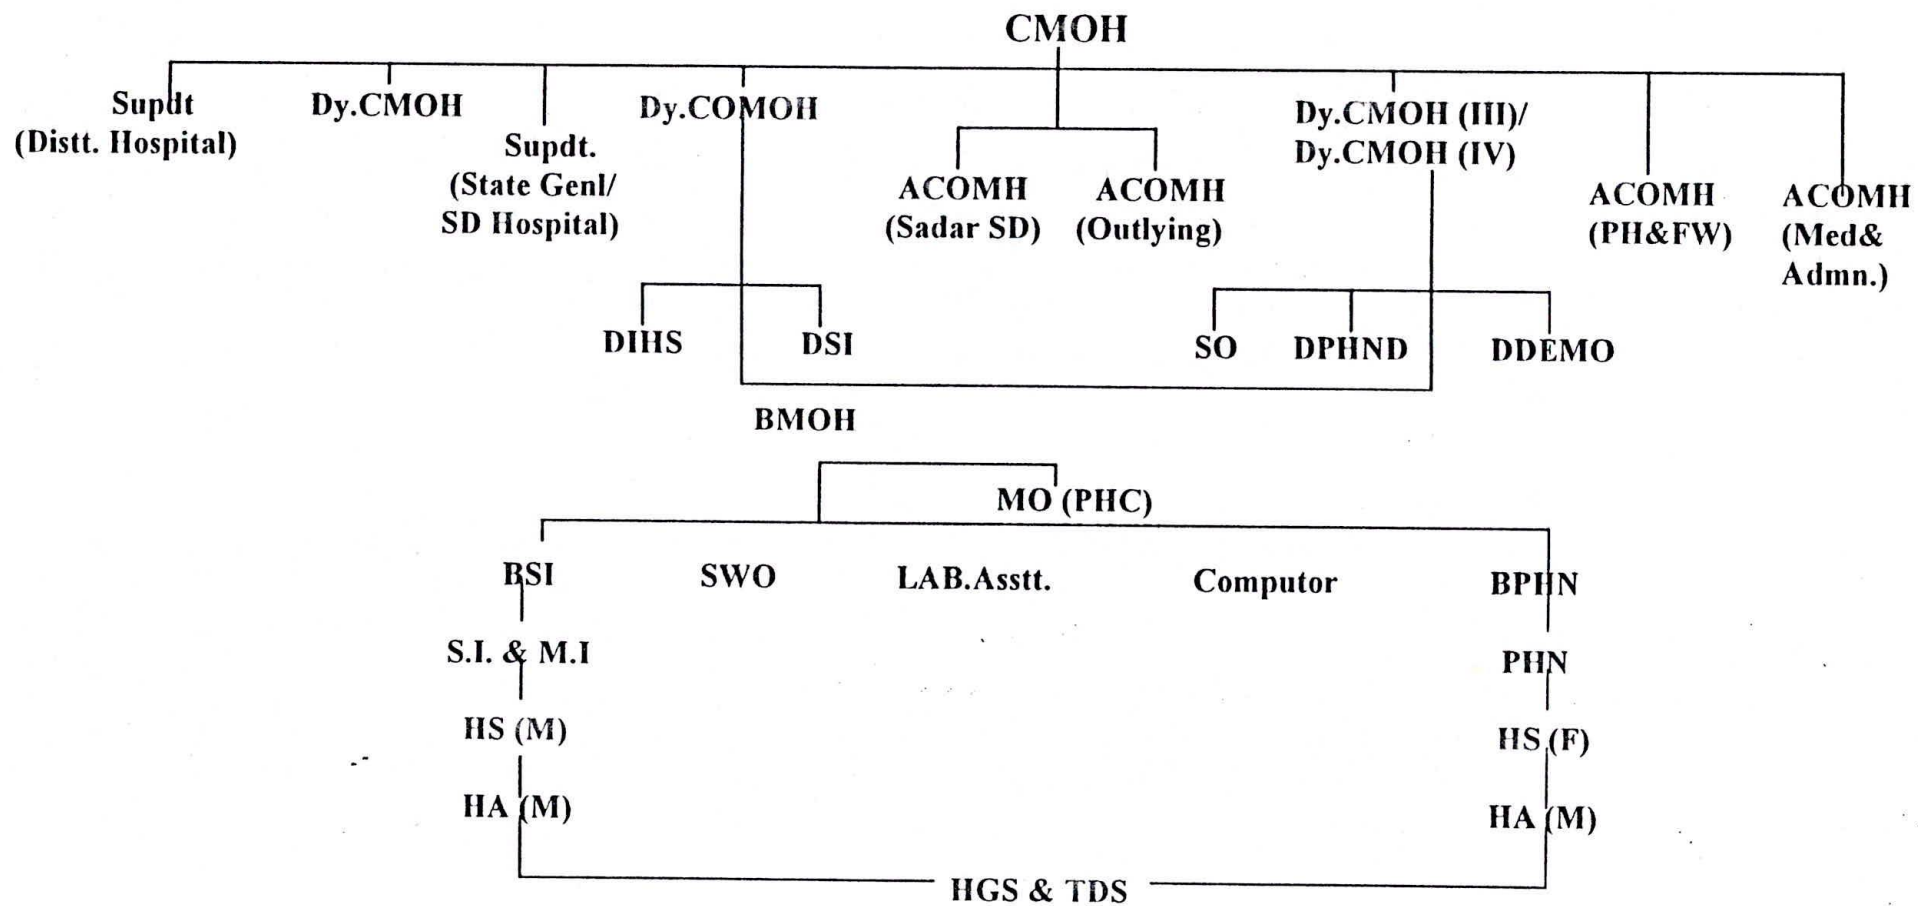 CMOH
Supdt
(Distt. Hospital)
Dy.CMOH
Supdt.
(State Genl/
SD Hospital)
Dy.COMOH
ACOMH
(Sadar SD)
ACOMH
(Outlying)
Dy.CMOH (III)/
Dy.CMOH (IV)
ACOMH
(PH&FW)
ACOMH
(Med&
Admn.)
DIHS
DSI
SO
DPHND
DDEMO
BMOH
MO (PHC)
BSI
SWO
LAB.Asstt.
Computor
BPHN
S.I. & M.I
PHN
HS (M)
HS (F)
HA (M)
HA (M)
HGS & TDS